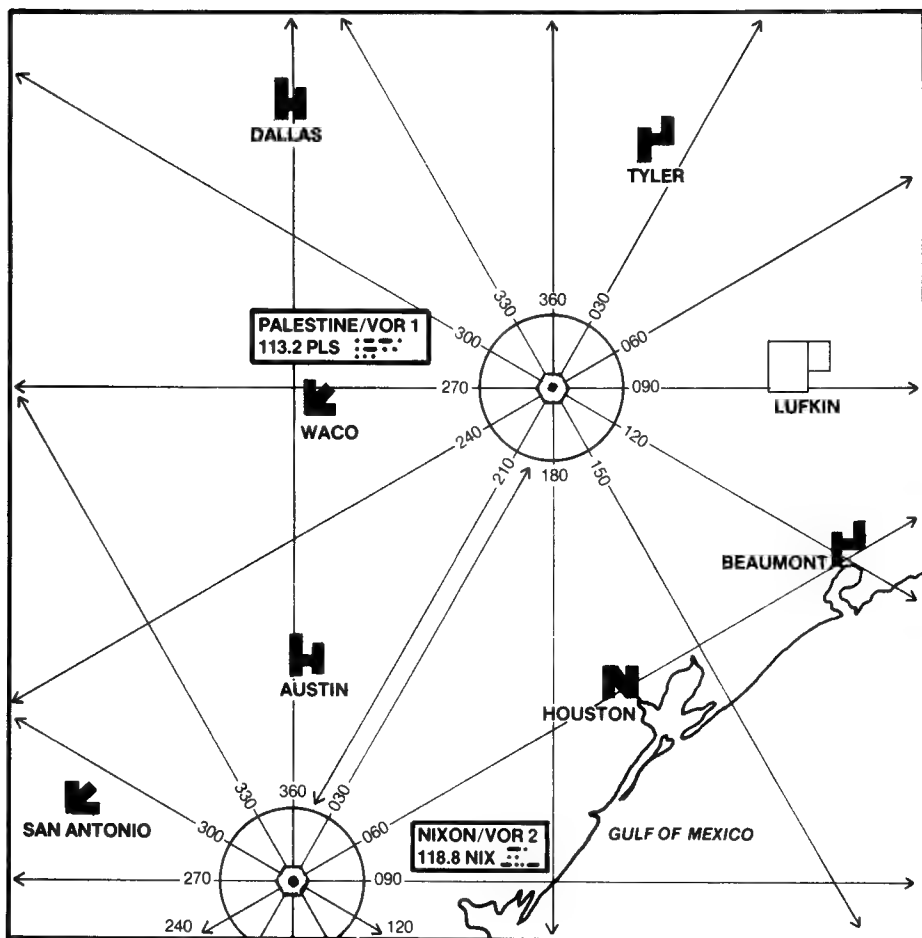 DALLAS
TYLER
330
360
030
PALESTINE/VOR 1
113.2 PLS
300
060
270
090
LUFKIN
WACO
240
120
210
180
150
BEAUMONT
AUSTIN
HOUSTON
SAN ANTONIO
330
360
030
300
060
NIXON/VOR 2
118.8 NIX
GULF OF MEXICO
270
090
240
120